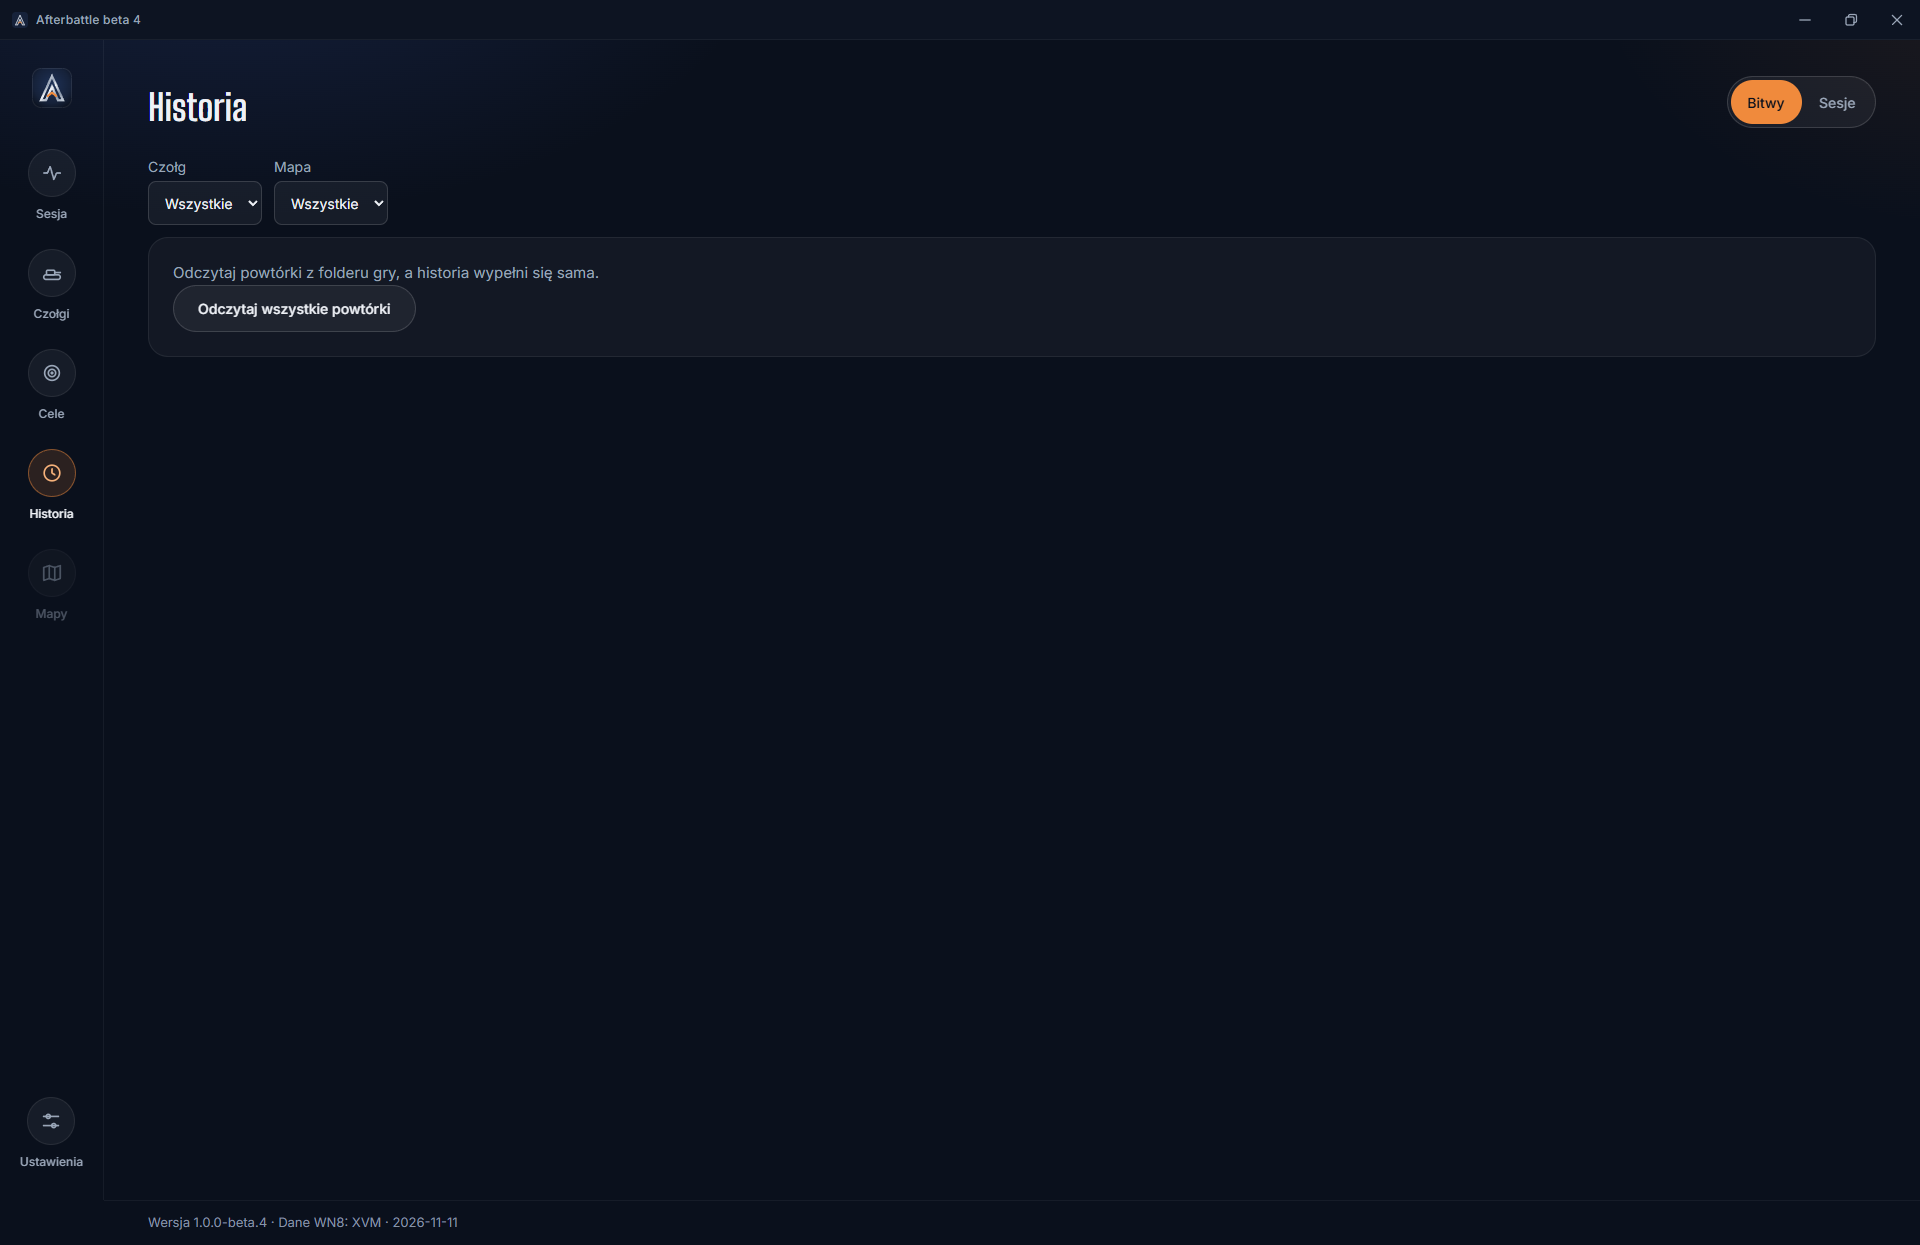 Afterbattle beta 4
Historia
Bitwy
Sesje
Czołg
Mapa
Wszystkie
Wszystkie
Odczytaj powtórki z folderu gry, a historia wypełni się sama.
Odczytaj wszystkie powtórki
Sesja
Czołgi
Cele
Historia
Mapy
Ustawienia
Wersja 1.0.0-beta.4 · Dane WN8: XVM · 2026-11-11